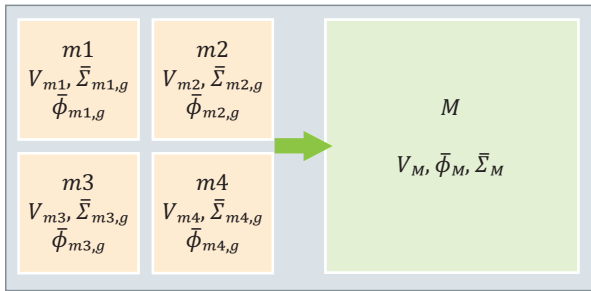 m1
V_{m1}, Σ̄_{m1,g}
ϕ̄_{m1,g}
m2
V_{m2}, Σ̄_{m2,g}
ϕ̄_{m2,g}
m3
V_{m3}, Σ̄_{m3,g}
ϕ̄_{m3,g}
m4
V_{m4}, Σ̄_{m4,g}
ϕ̄_{m4,g}
M
V_M, ϕ̄_M, Σ̄_M